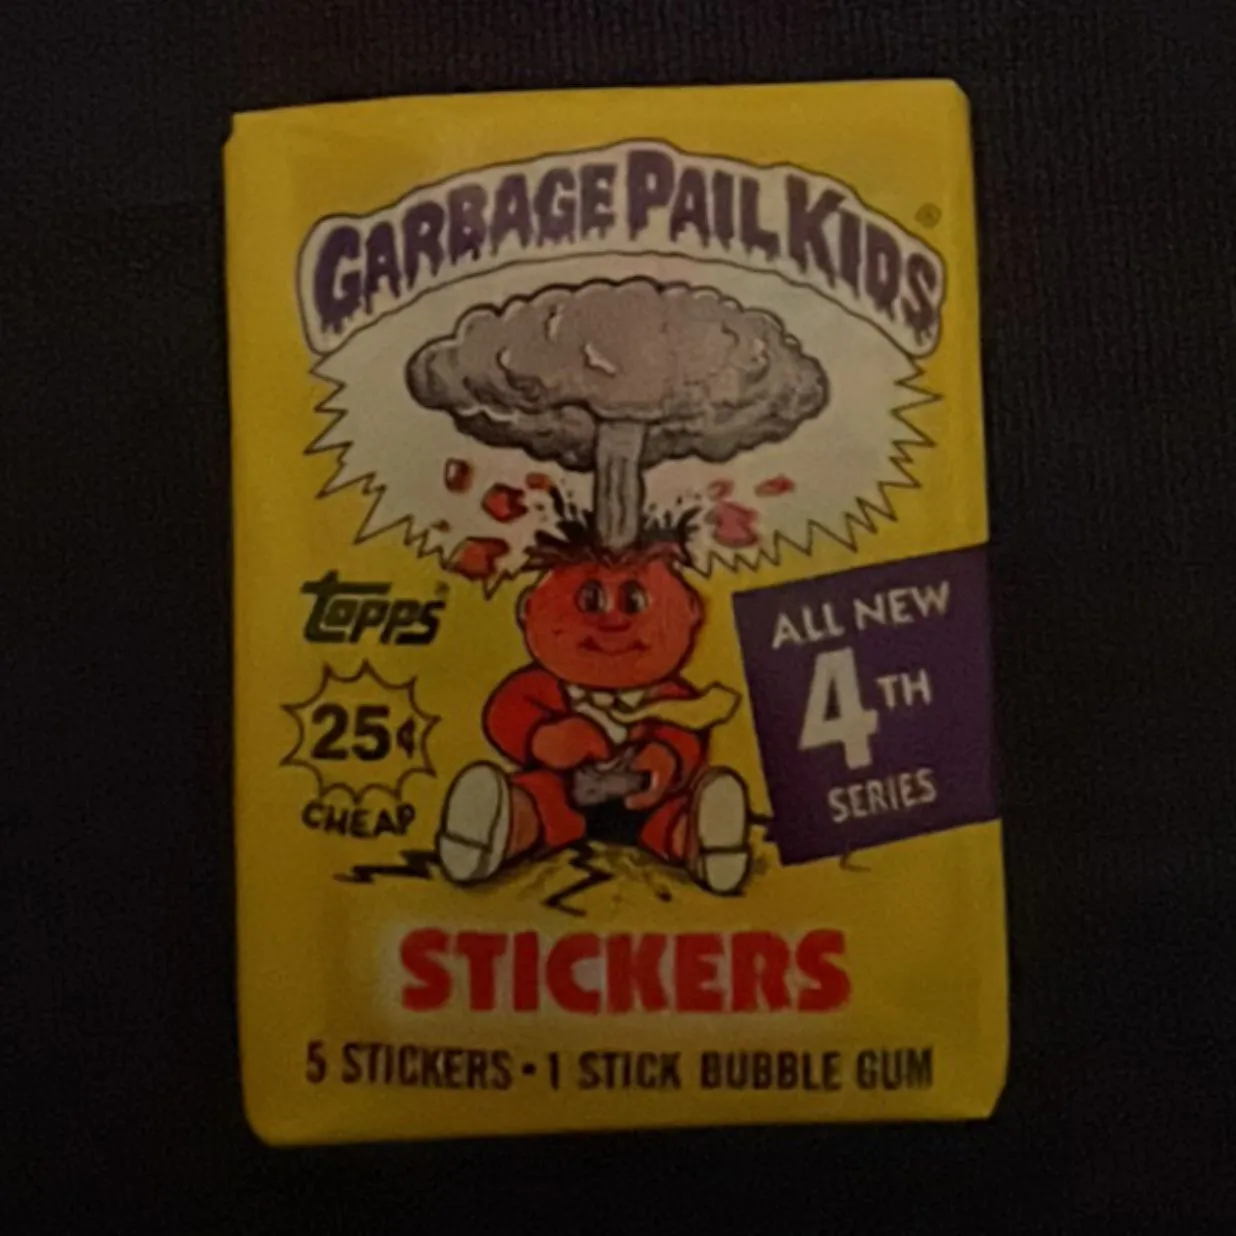 GARBAGE PAIL KIDS ®
topps®
25¢
CHEAP
ALL NEW
4TH
SERIES
STICKERS
5 STICKERS • 1 STICK BUBBLE GUM